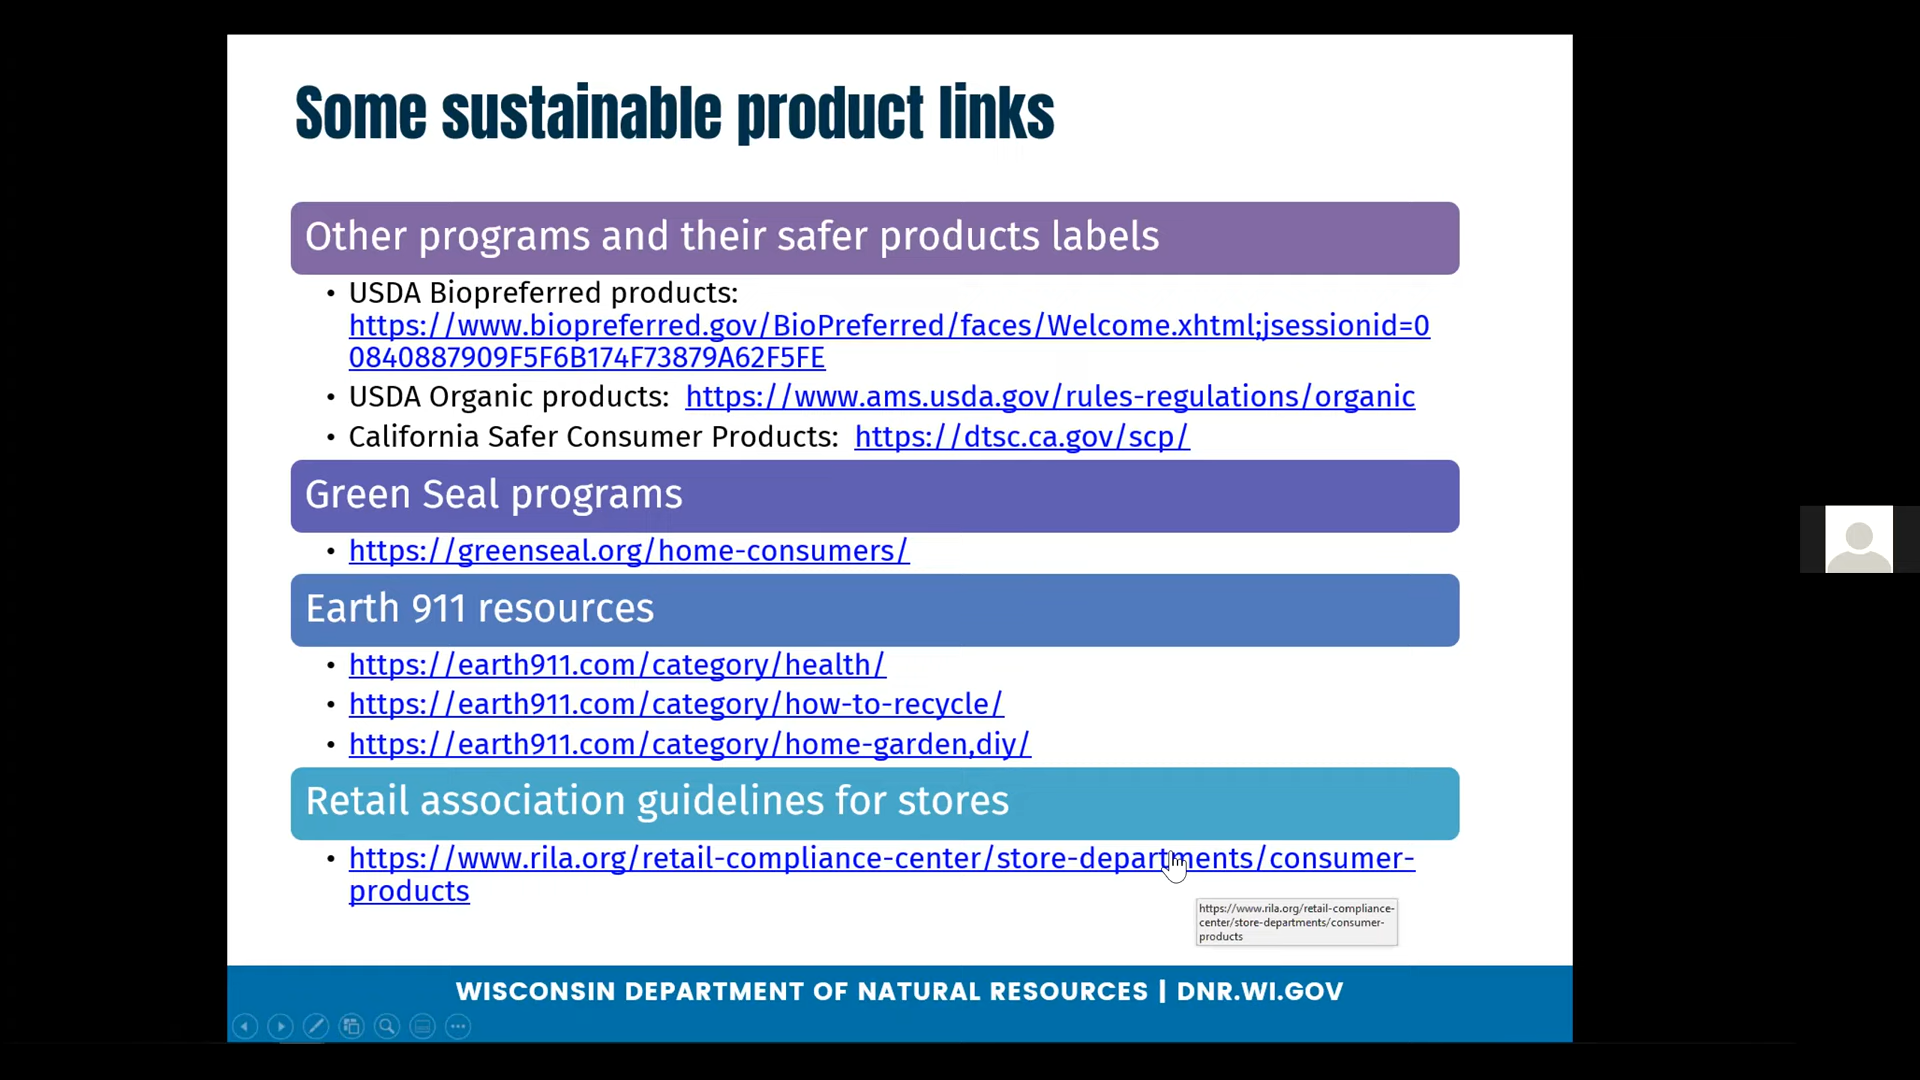 Some sustainable product links
Other programs and their safer products labels
• USDA Biopreferred products:
https://www.biopreferred.gov/BioPreferred/faces/Welcome.xhtml;jsessionid=0
0840887909F5F6B174F73879A62F5FE
• USDA Organic products: https://www.ams.usda.gov/rules-regulations/organic
• California Safer Consumer Products: https://dtsc.ca.gov/scp/
Green Seal programs
• https://greenseal.org/home-consumers/
Earth 911 resources
• https://earth911.com/category/health/
• https://earth911.com/category/how-to-recycle/
• https://earth911.com/category/home-garden,diy/
Retail association guidelines for stores
• https://www.rila.org/retail-compliance-center/store-departments/consumer-
products
https://www.rila.org/retail-compliance-
center/store-departments/consumer-
products
WISCONSIN DEPARTMENT OF NATURAL RESOURCES | DNR.WI.GOV